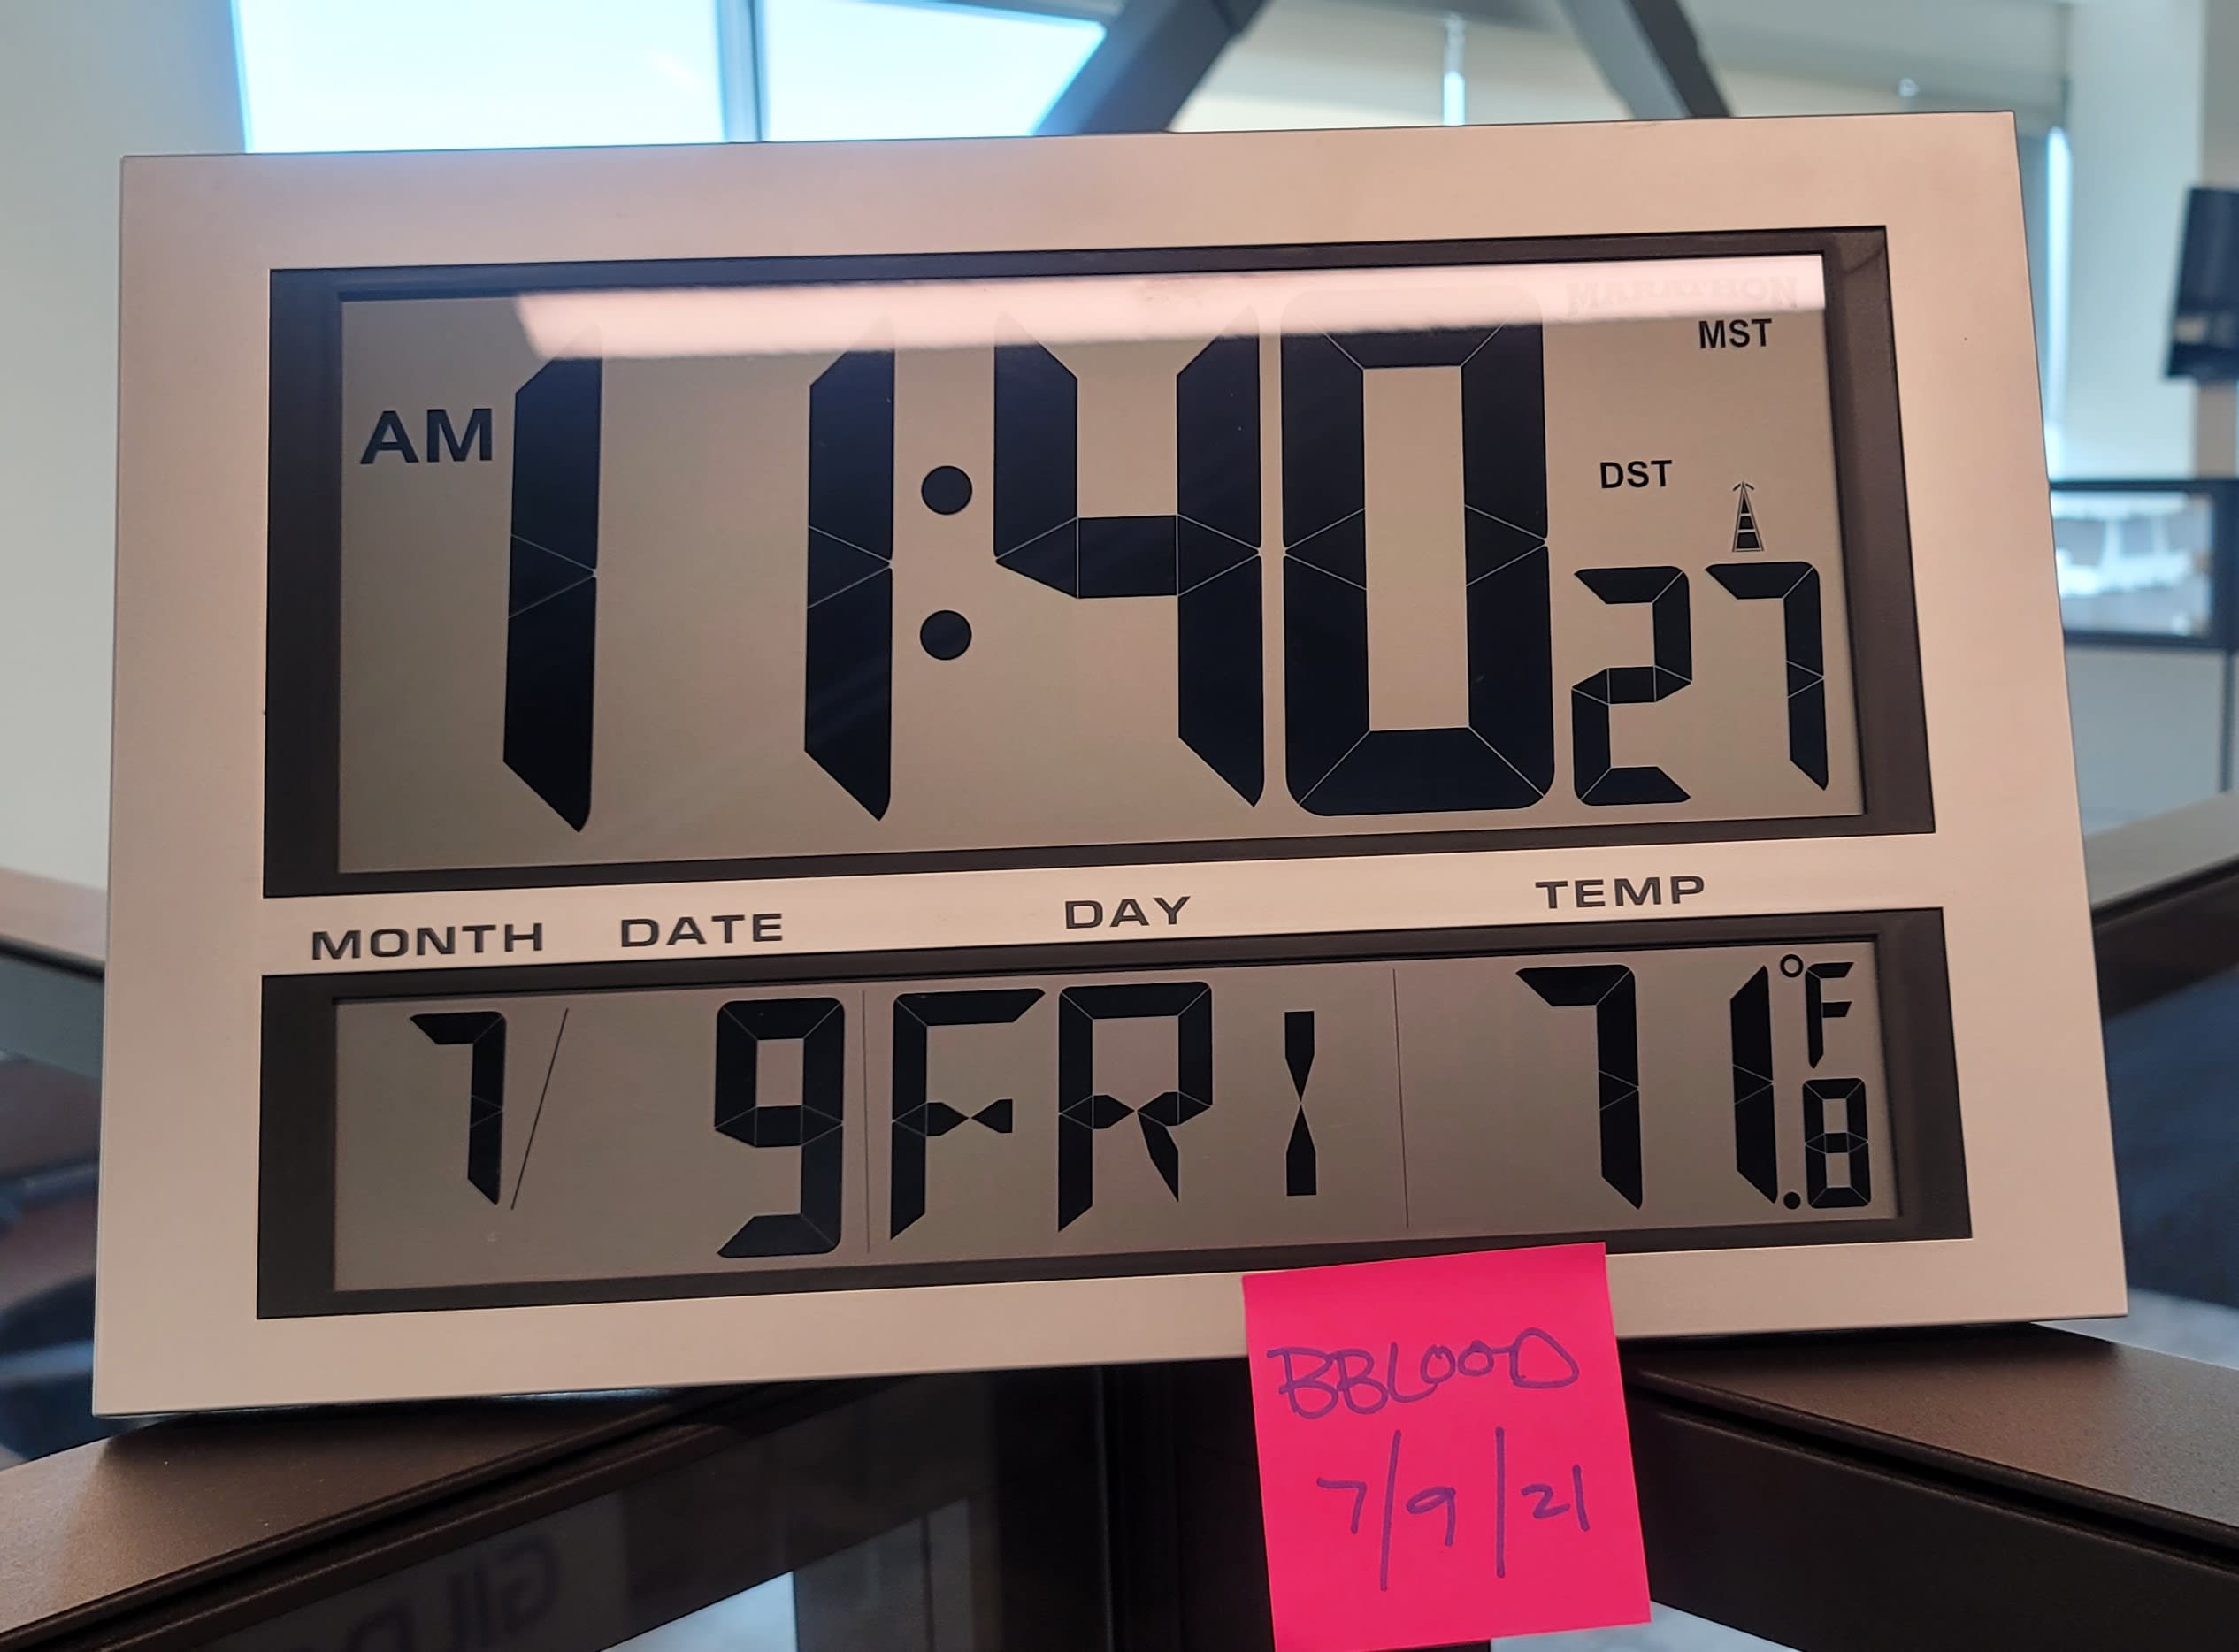 MARATHON
MST
AM 11:40
DST
27
MONTH DATE DAY TEMP
7/ 9 FRI 71.8 °F
BBLOOD
7/9/21